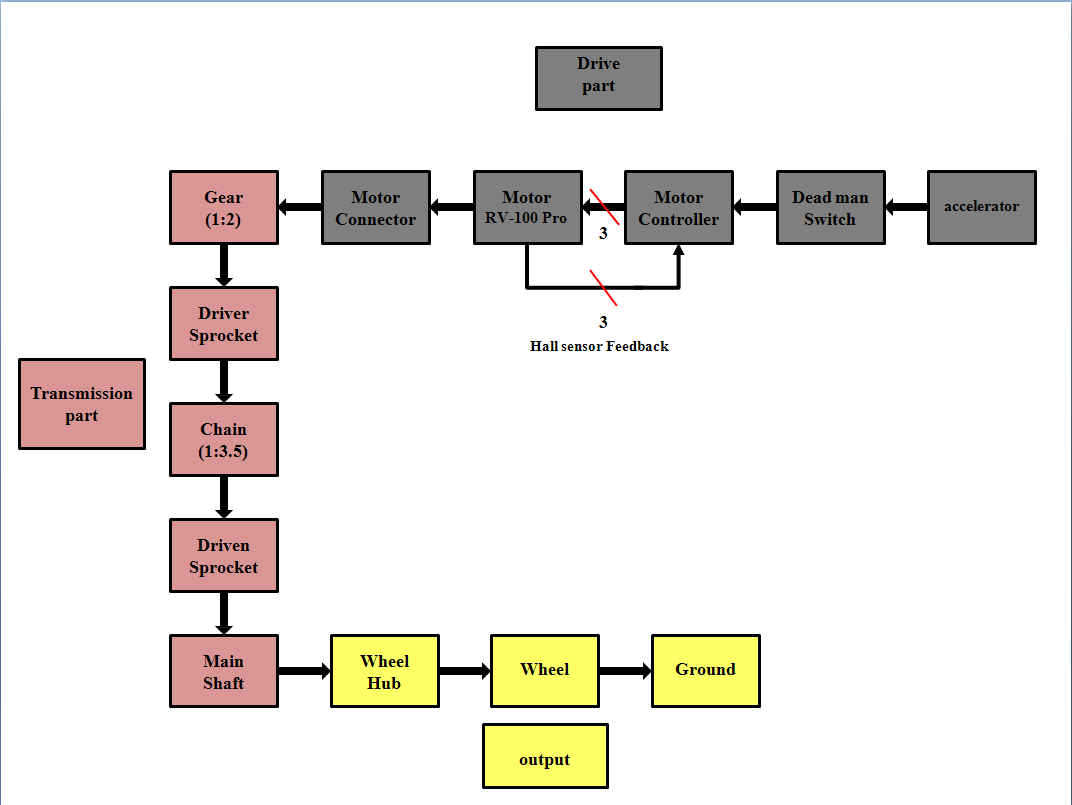 Drive
part
Gear
(1:2)
Motor
Connector
Motor
RV-100 Pro
3
Motor
Controller
Dead man
Switch
accelerator
3
Hall sensor Feedback
Driver
Sprocket
Transmission
part
Chain
(1:3.5)
Driven
Sprocket
Main
Shaft
Wheel
Hub
Wheel
Ground
output